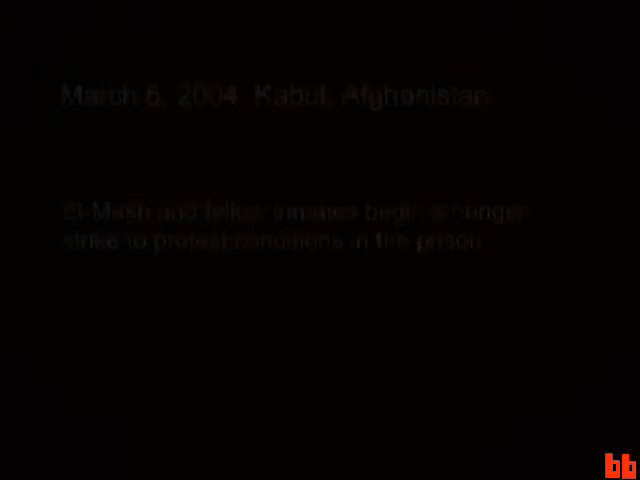 March 6, 2004. Kabul, Afghanistan.
El-Masri and fellow inmates begin a hunger
strike to protest conditions in the prison.
bb